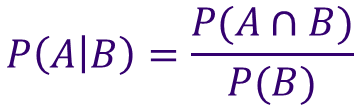 P(A|B) = P(A ∩ B) / P(B)